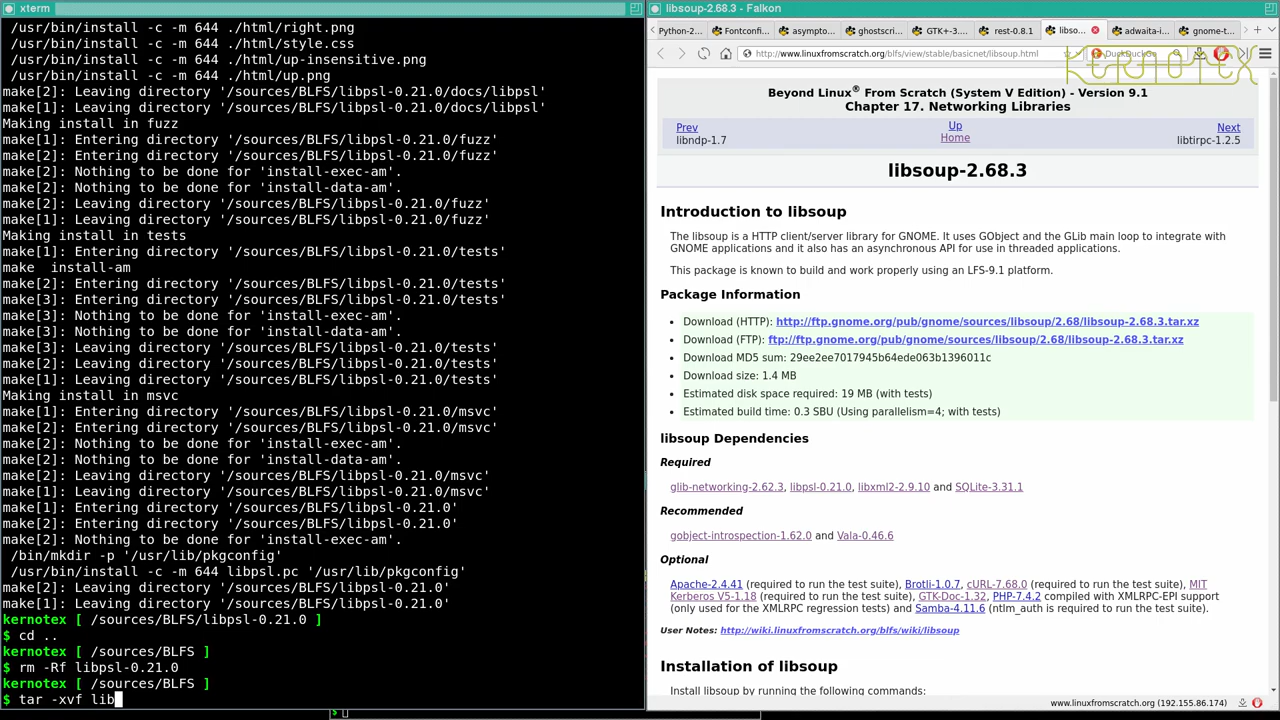 xterm
/usr/bin/install -c -m 644 ./html/right.png
/usr/bin/install -c -m 644 ./html/style.css
/usr/bin/install -c -m 644 ./html/up-insensitive.png
/usr/bin/install -c -m 644 ./html/up.png
make[2]: Leaving directory '/sources/BLFS/libpsl-0.21.0/docs/libpsl'
make[1]: Leaving directory '/sources/BLFS/libpsl-0.21.0/docs/libpsl'
Making install in fuzz
make[1]: Entering directory '/sources/BLFS/libpsl-0.21.0/fuzz'
make[2]: Entering directory '/sources/BLFS/libpsl-0.21.0/fuzz'
make[2]: Nothing to be done for 'install-exec-am'.
make[2]: Nothing to be done for 'install-data-am'.
make[2]: Leaving directory '/sources/BLFS/libpsl-0.21.0/fuzz'
make[1]: Leaving directory '/sources/BLFS/libpsl-0.21.0/fuzz'
Making install in tests
make[1]: Entering directory '/sources/BLFS/libpsl-0.21.0/tests'
make  install-am
make[2]: Entering directory '/sources/BLFS/libpsl-0.21.0/tests'
make[3]: Entering directory '/sources/BLFS/libpsl-0.21.0/tests'
make[3]: Nothing to be done for 'install-exec-am'.
make[3]: Nothing to be done for 'install-data-am'.
make[3]: Leaving directory '/sources/BLFS/libpsl-0.21.0/tests'
make[2]: Leaving directory '/sources/BLFS/libpsl-0.21.0/tests'
make[1]: Leaving directory '/sources/BLFS/libpsl-0.21.0/tests'
Making install in msvc
make[1]: Entering directory '/sources/BLFS/libpsl-0.21.0/msvc'
make[2]: Entering directory '/sources/BLFS/libpsl-0.21.0/msvc'
make[2]: Nothing to be done for 'install-exec-am'.
make[2]: Nothing to be done for 'install-data-am'.
make[2]: Leaving directory '/sources/BLFS/libpsl-0.21.0/msvc'
make[1]: Leaving directory '/sources/BLFS/libpsl-0.21.0/msvc'
make[1]: Entering directory '/sources/BLFS/libpsl-0.21.0'
make[2]: Entering directory '/sources/BLFS/libpsl-0.21.0'
make[2]: Nothing to be done for 'install-exec-am'.
/bin/mkdir -p '/usr/lib/pkgconfig'
/usr/bin/install -c -m 644 libpsl.pc '/usr/lib/pkgconfig'
make[2]: Leaving directory '/sources/BLFS/libpsl-0.21.0'
make[1]: Leaving directory '/sources/BLFS/libpsl-0.21.0'
kernotex [ /sources/BLFS/libpsl-0.21.0 ]
$ cd ..
kernotex [ /sources/BLFS ]
$ rm -Rf libpsl-0.21.0
kernotex [ /sources/BLFS ]
$ tar -xvf lib
$
libsoup-2.68.3 - Falkon
Python-2... Fontconfi... asympto... ghostscri... GTK+-3.... rest-0.8.1 libso... adwaita-i... gnome-t...
http://www.linuxfromscratch.org/blfs/view/stable/basicnet/libsoup.html DuckDuckGo
KERNOTEX
Beyond Linux® From Scratch (System V Edition) - Version 9.1
Chapter 17. Networking Libraries
Prev Up Next
libndp-1.7 Home libtirpc-1.2.5
libsoup-2.68.3
Introduction to libsoup
The libsoup is a HTTP client/server library for GNOME. It uses GObject and the GLib main loop to integrate with
GNOME applications and it also has an asynchronous API for use in threaded applications.
This package is known to build and work properly using an LFS-9.1 platform.
Package Information
• Download (HTTP): http://ftp.gnome.org/pub/gnome/sources/libsoup/2.68/libsoup-2.68.3.tar.xz
• Download (FTP): ftp://ftp.gnome.org/pub/gnome/sources/libsoup/2.68/libsoup-2.68.3.tar.xz
• Download MD5 sum: 29ee2ee7017945b64ede063b1396011c
• Download size: 1.4 MB
• Estimated disk space required: 19 MB (with tests)
• Estimated build time: 0.3 SBU (Using parallelism=4; with tests)
libsoup Dependencies
Required
glib-networking-2.62.3, libpsl-0.21.0, libxml2-2.9.10 and SQLite-3.31.1
Recommended
gobject-introspection-1.62.0 and Vala-0.46.6
Optional
Apache-2.4.41 (required to run the test suite), Brotli-1.0.7, cURL-7.68.0 (required to run the test suite), MIT
Kerberos V5-1.18 (required to run the test suite), GTK-Doc-1.32, PHP-7.4.2 compiled with XMLRPC-EPI support
(only used for the XMLRPC regression tests) and Samba-4.11.6 (ntlm_auth is required to run the test suite).
User Notes: http://wiki.linuxfromscratch.org/blfs/wiki/libsoup
Installation of libsoup
Install libsoup by running the following commands:
www.linuxfromscratch.org (192.155.86.174)